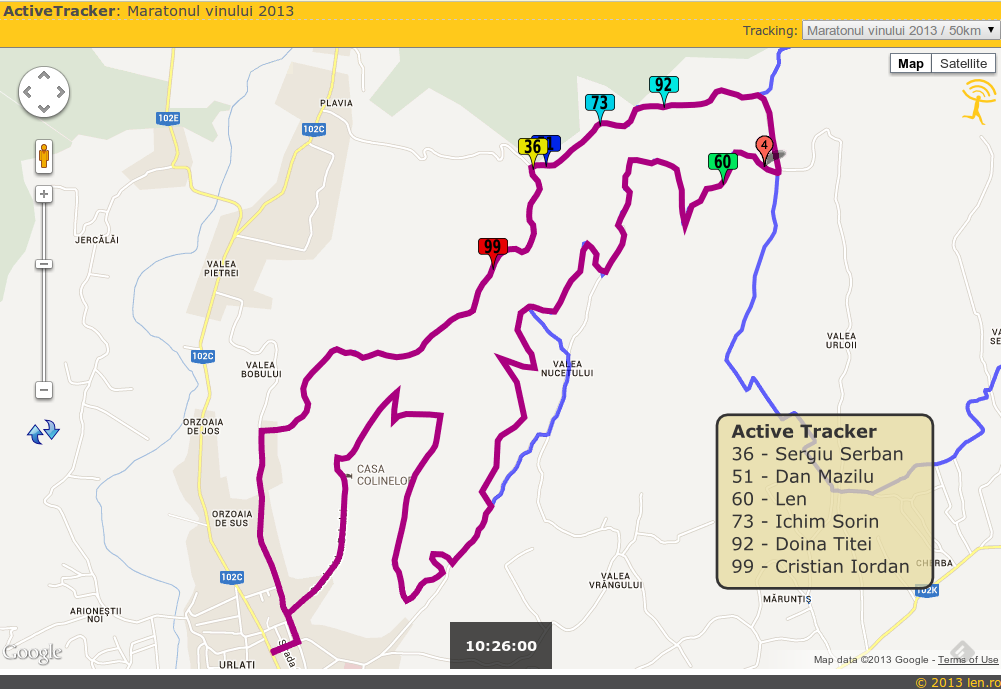 ActiveTracker: Maratonul vinului 2013
Tracking: Maratonul vinului 2013 / 50km
Map Satellite
92
PLAVIA
73
102E
102C
4
36
60
JERCĂLĂI
99
VALEA
PIETREI
VALEA
URLOII
102C
VALEA
BOBULUI
VALEA
NUCETULUI
ORZOAIA
DE JOS
Active Tracker
36 - Sergiu Serban
51 - Dan Mazilu
60 - Len
73 - Ichim Sorin
92 - Doina Titei
99 - Cristian Iordan
CASA
COLINELOR
ORZOAIA
DE SUS
102C
VALEA
VRÂNGULUI
CHERBA
102K
MĂRUNȚIȘ
ARIONEȘTII
NOI
10:26:00
Google
URLAȚI
Map data ©2013 Google - Terms of Use
© 2013 len.ro